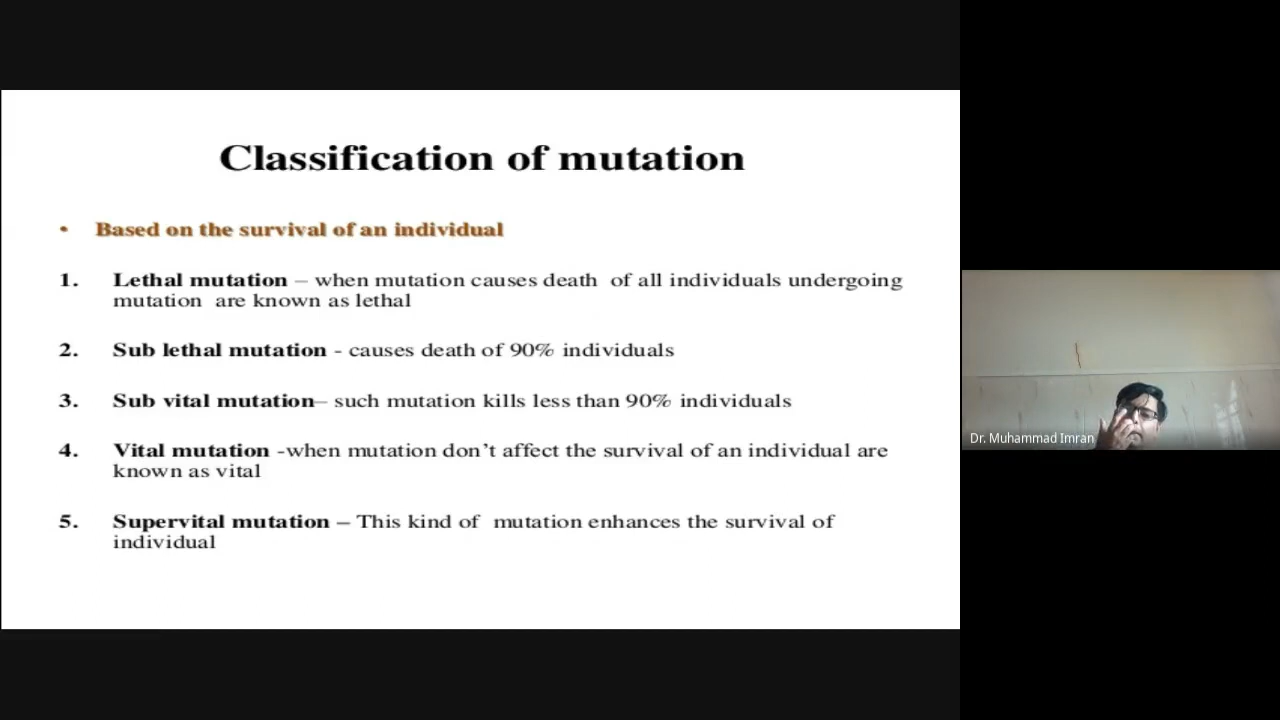 Classification of mutation
• Based on the survival of an individual
1. Lethal mutation – when mutation causes death of all individuals undergoing
mutation are known as lethal
2. Sub lethal mutation - causes death of 90% individuals
3. Sub vital mutation– such mutation kills less than 90% individuals
4. Vital mutation -when mutation don't affect the survival of an individual are
known as vital
5. Supervital mutation – This kind of mutation enhances the survival of
individual
Dr. Muhammad Imran